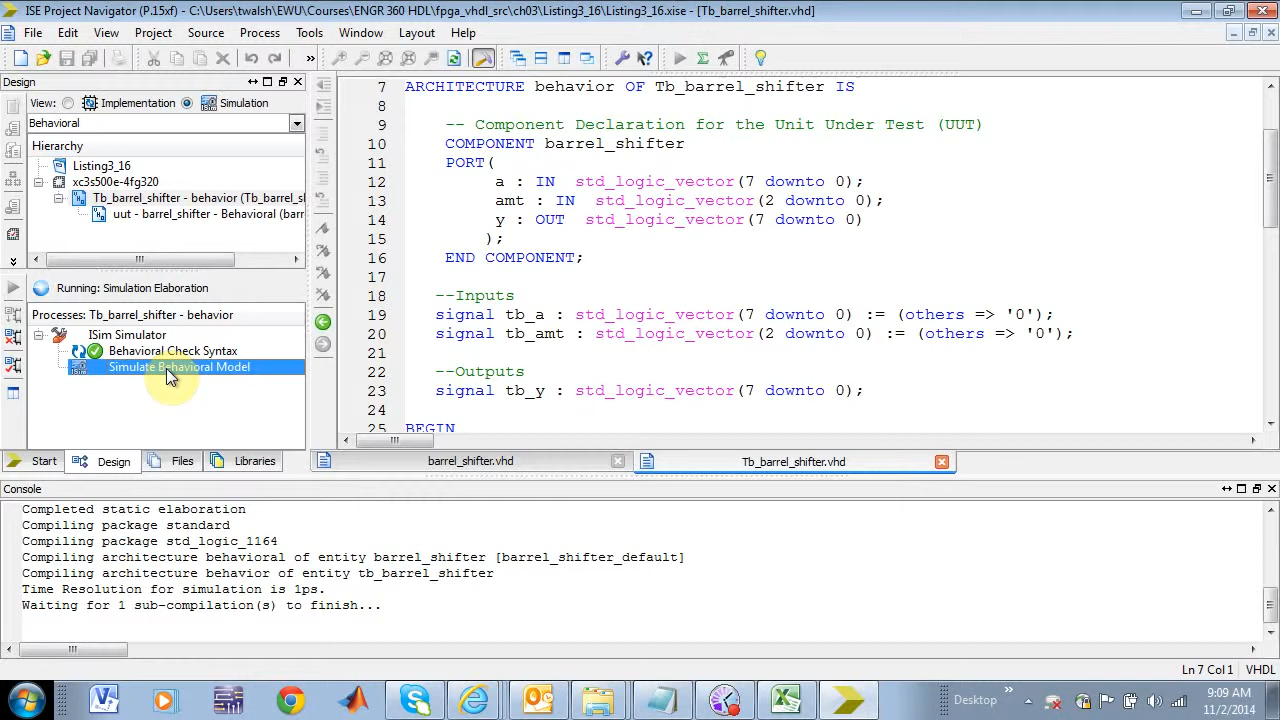 ISE Project Navigator (P.15xf) - C:\Users\twalsh\EWU\Courses\ENGR 360 HDL\pga_vhdl_src\ch03\Listing3_16\Listing3_16.xise - [Tb_barrel_shifter.vhd]
File Edit View Project Source Process Tools Window Layout Help
Design
View: Implementation Simulation
Behavioral
Hierarchy
Listing3_16
xc3s500e-4fg320
Tb_barrel_shifter - behavior (Tb_barrel_s
uut - barrel_shifter - Behavioral (barr
Running: Simulation Elaboration
Processes: Tb_barrel_shifter - behavior
ISim Simulator
Behavioral Check Syntax
Simulate Behavioral Model
7 ARCHITECTURE behavior OF Tb_barrel_shifter IS
8
9 -- Component Declaration for the Unit Under Test (UUT)
10 COMPONENT barrel_shifter
11 PORT(
12 a : IN std_logic_vector(7 downto 0);
13 amt : IN std_logic_vector(2 downto 0);
14 y : OUT std_logic_vector(7 downto 0)
15 );
16 END COMPONENT;
17
18 --Inputs
19 signal tb_a : std_logic_vector(7 downto 0) := (others => '0');
20 signal tb_amt : std_logic_vector(2 downto 0) := (others => '0');
21
22 --Outputs
23 signal tb_y : std_logic_vector(7 downto 0);
24
25 BEGIN
Start Design Files Libraries
barrel_shifter.vhd Tb_barrel_shifter.vhd
Console
Completed static elaboration
Compiling package standard
Compiling package std_logic_1164
Compiling architecture behavioral of entity barrel_shifter [barrel_shifter_default]
Compiling architecture behavior of entity tb_barrel_shifter
Time Resolution for simulation is 1ps.
Waiting for 1 sub-compilation(s) to finish...
Ln 7 Col 1 VHDL
Desktop
9:09 AM
11/2/2014